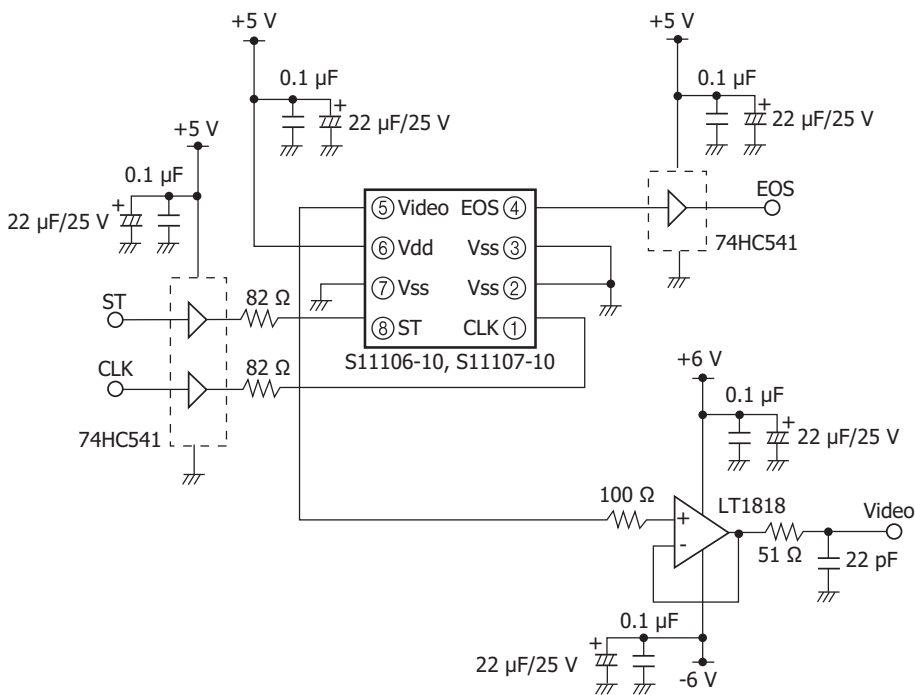 +5 V
0.1 µF
22 µF/25 V
+5 V
0.1 µF
22 µF/25 V
+5 V
0.1 µF
22 µF/25 V
⑤ Video EOS ④
⑥ Vdd Vss ③
⑦ Vss Vss ②
⑧ ST CLK ①
S11106-10, S11107-10
EOS
74HC541
ST
82 Ω
CLK
82 Ω
74HC541
+6 V
0.1 µF
22 µF/25 V
100 Ω
+
-
LT1818
51 Ω
Video
22 pF
0.1 µF
22 µF/25 V
-6 V